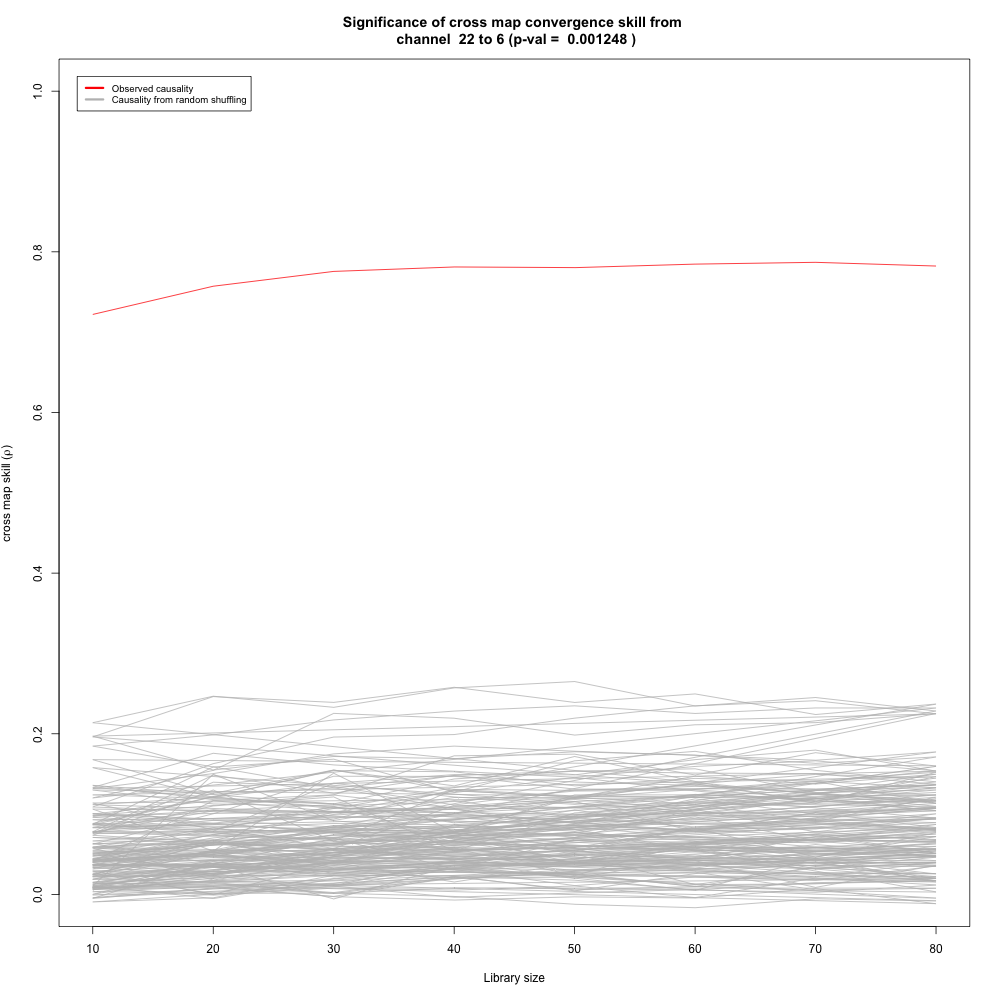 Significance of cross map convergence skill from
channel  22 to 6 (p-val =  0.001248 )
Observed causality
Causality from random shuffling
1.0
0.8
0.6
0.4
0.2
0.0
cross map skill (ρ)
10 20 30 40 50 60 70 80
Library size